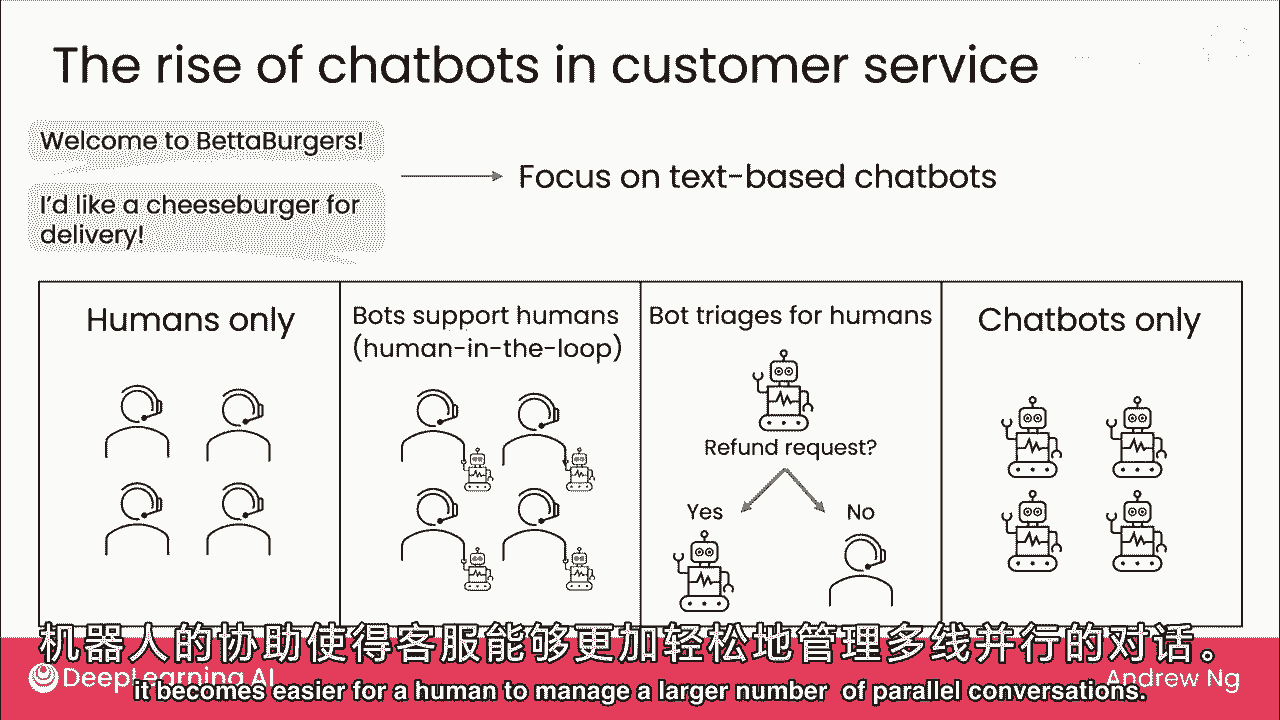 The rise of chatbots in customer service
Welcome to BettaBurgers!
I'd like a cheeseburger for
delivery!
Focus on text-based chatbots
Humans only
Bots support humans
(human-in-the-loop)
Bot triages for humans
Refund request?
Yes
No
Chatbots only
机器人的协助使得客服能够更加轻松地管理多线并行的对话。
DeepLearning.AI
it becomes easier for a human to manage a larger number of parallel conversations.
Andrew Ng